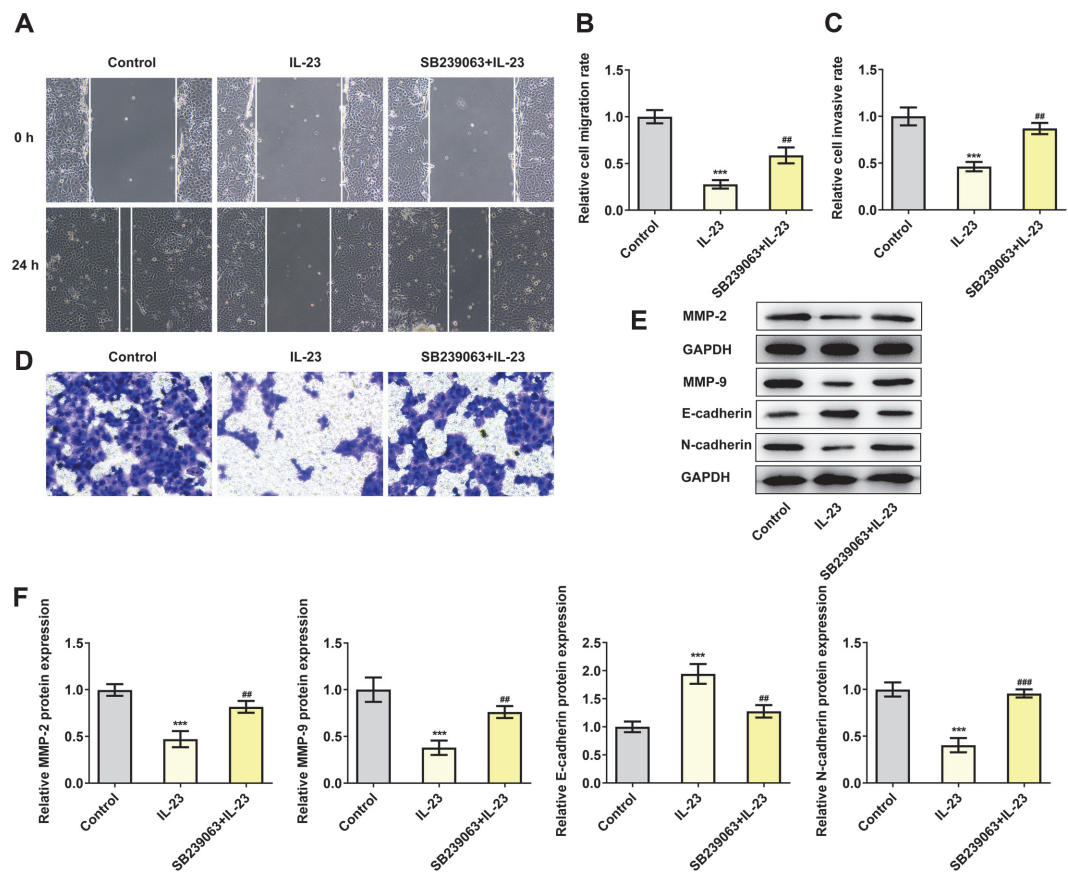 A
Control
IL-23
SB239063+IL-23
0 h
24 h
B
Relative cell migration rate
1.5
1.0
0.5
0.0
***
##
Control
IL-23
SB239063+IL-23
C
Relative cell invasive rate
1.5
1.0
0.5
0.0
***
##
Control
IL-23
SB239063+IL-23
D
Control
IL-23
SB239063+IL-23
E
MMP-2
GAPDH
MMP-9
E-cadherin
N-cadherin
GAPDH
Control
IL-23
SB239063+IL-23
F
Relative MMP-2 protein expression
1.5
1.0
0.5
0.0
***
##
Control
IL-23
SB239063+IL-23
Relative MMP-9 protein expression
1.5
1.0
0.5
0.0
***
##
Control
IL-23
SB239063+IL-23
Relative E-cadherin protein expression
2.5
2.0
1.5
1.0
0.5
0.0
***
##
Control
IL-23
SB239063+IL-23
Relative N-cadherin protein expression
1.5
1.0
0.5
0.0
***
###
Control
IL-23
SB239063+IL-23